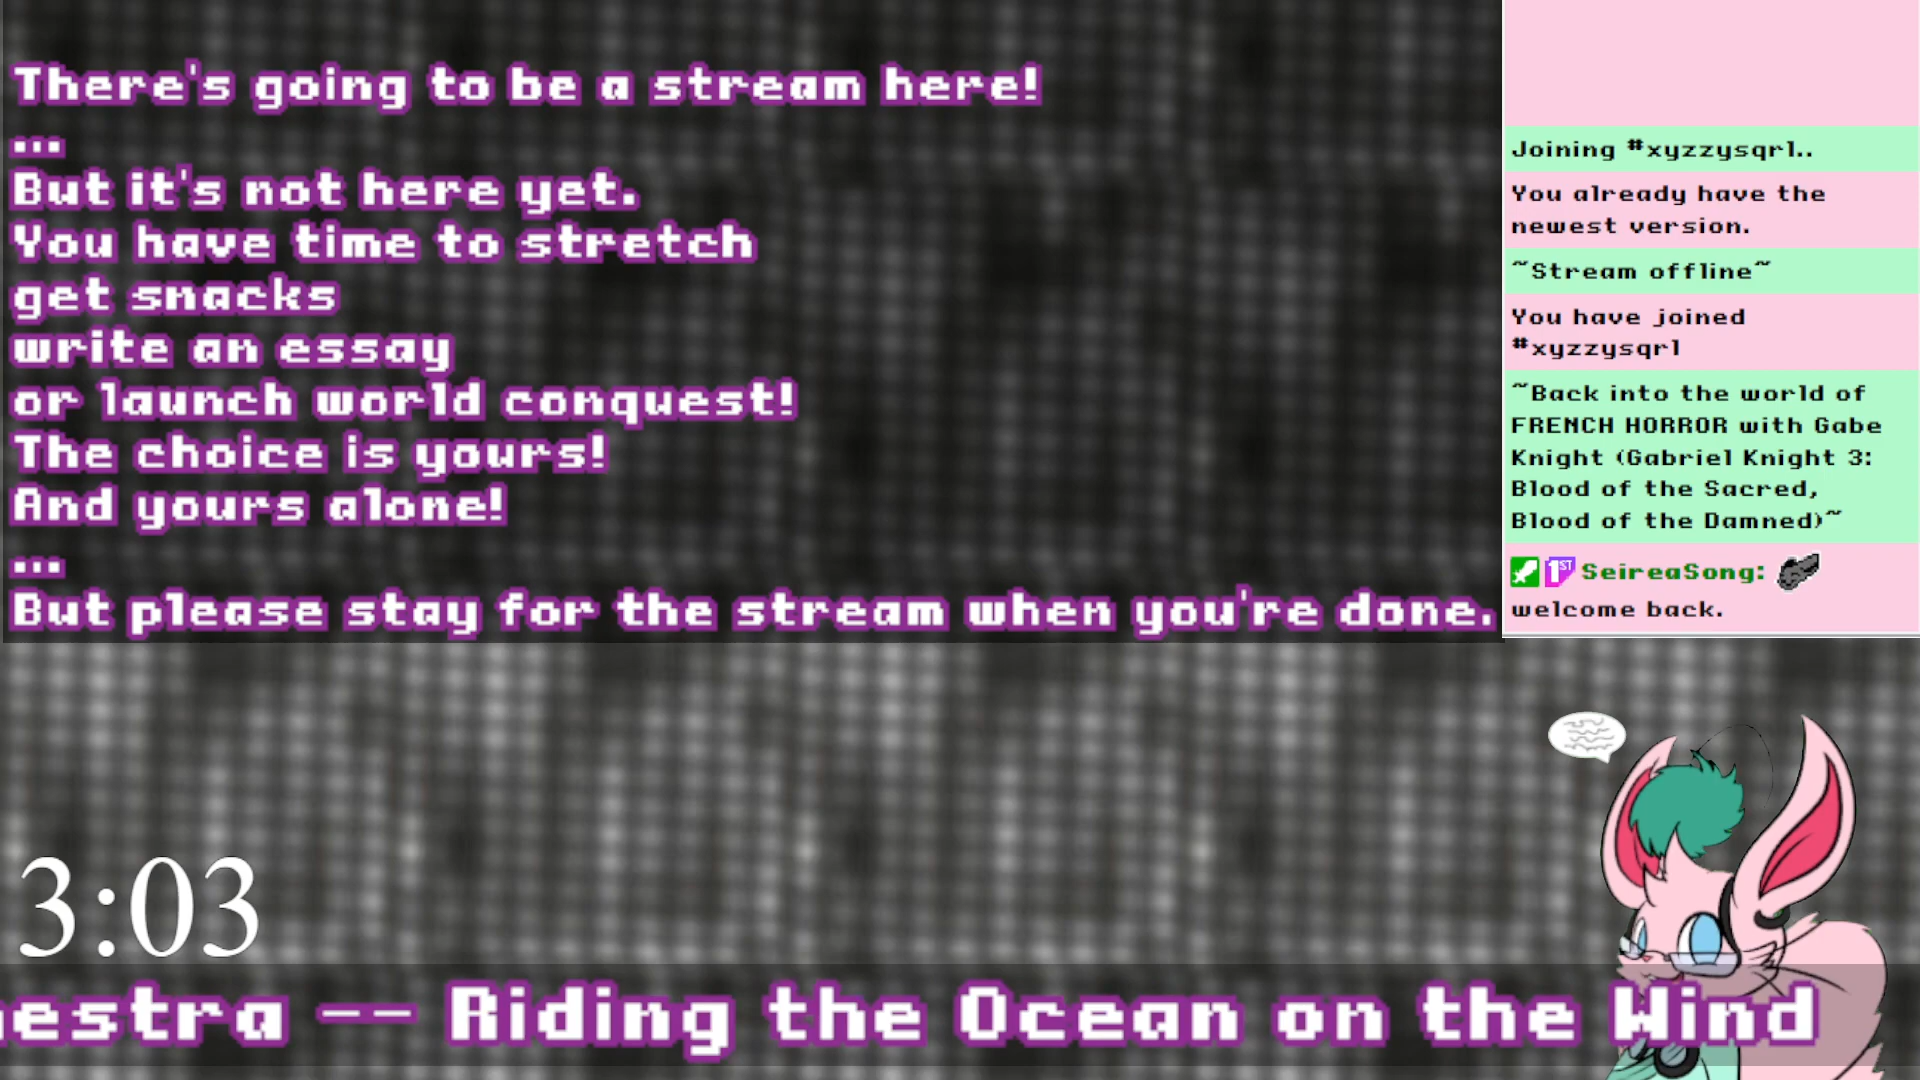 There's going to be a stream here!
...
But it's not here yet.
You have time to stretch
get snacks
write an essay
or launch world conquest!
The choice is yours!
And yours alone!
...
But please stay for the stream when you're done.
Joining #xyzzysqrl..
You already have the
newest version.
~Stream offline~
You have joined
#xyzzysqrl
~Back into the world of
FRENCH HORROR with Gabe
Knight (Gabriel Knight 3:
Blood of the Sacred,
Blood of the Damned)~
1ST SeireaSong:
welcome back.
3:03
estra -- Riding the Ocean on the Wind